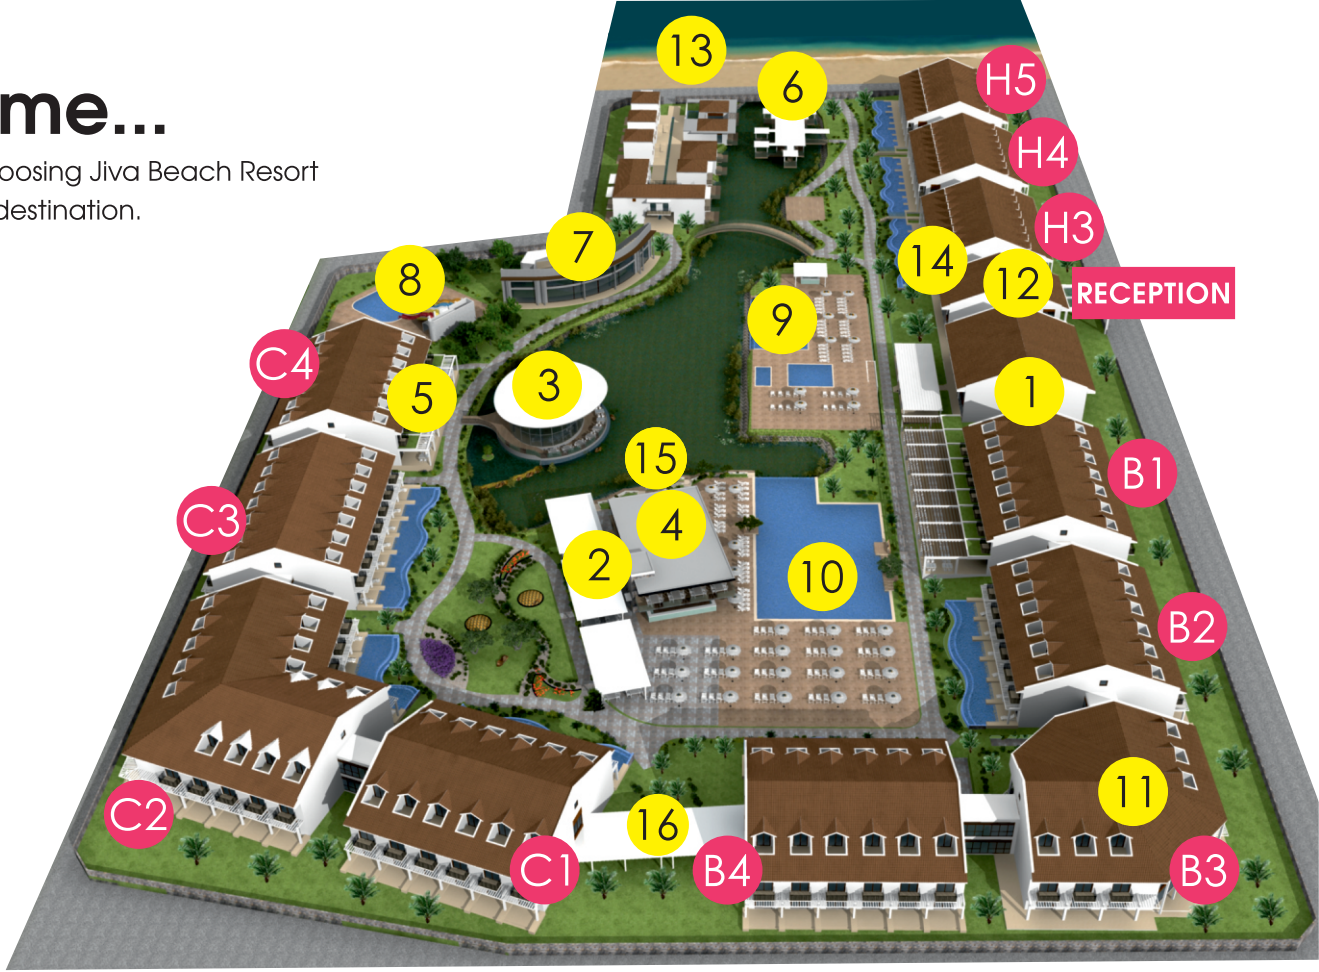 me...
oosing Jiva Beach Resort
destination.
13
6
H5
H4
H3
7
14
8
12
RECEPTION
9
C4
3
5
1
15
B1
C3
4
2
10
B2
11
C2
16
C1
B4
B3